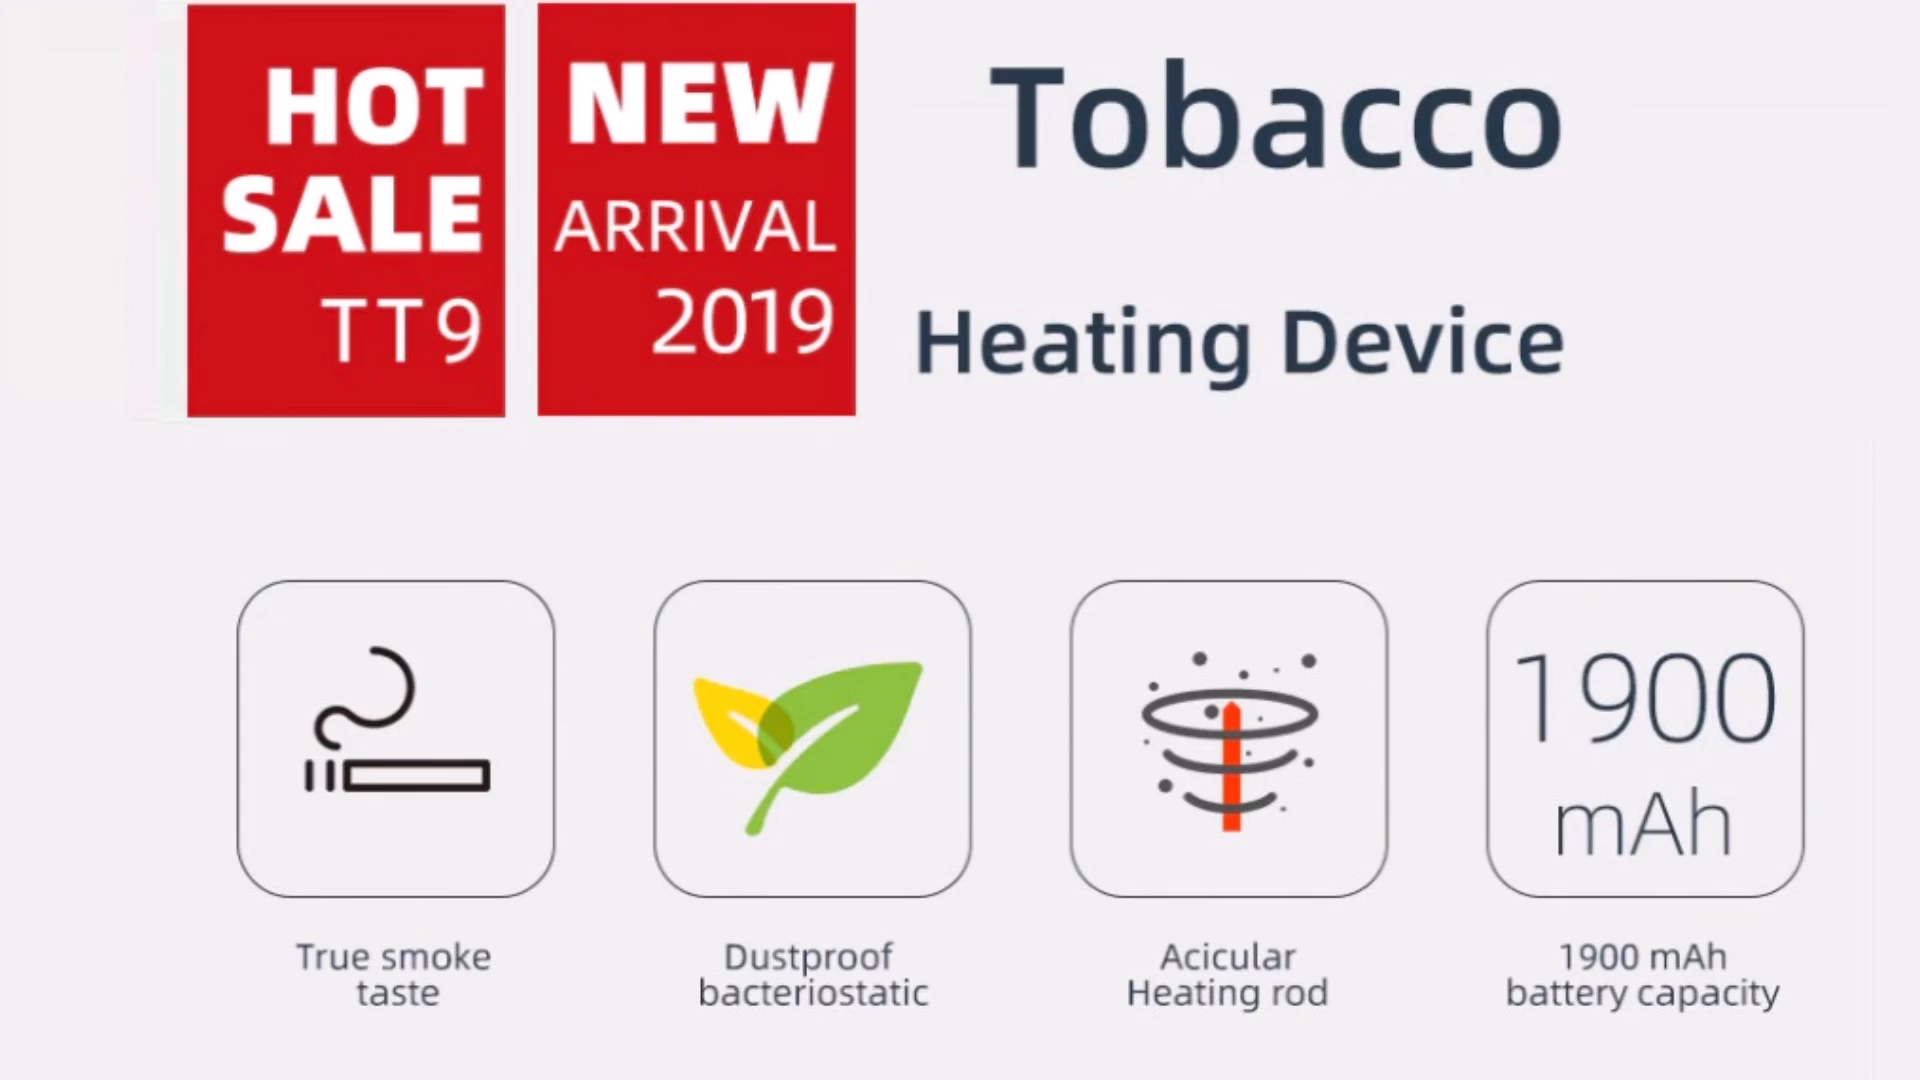 HOT
SALE
TT9
NEW
ARRIVAL
2019
Tobacco
Heating Device
1900
mAh
True smoke
taste
Dustproof
bacteriostatic
Acicular
Heating rod
1900 mAh
battery capacity